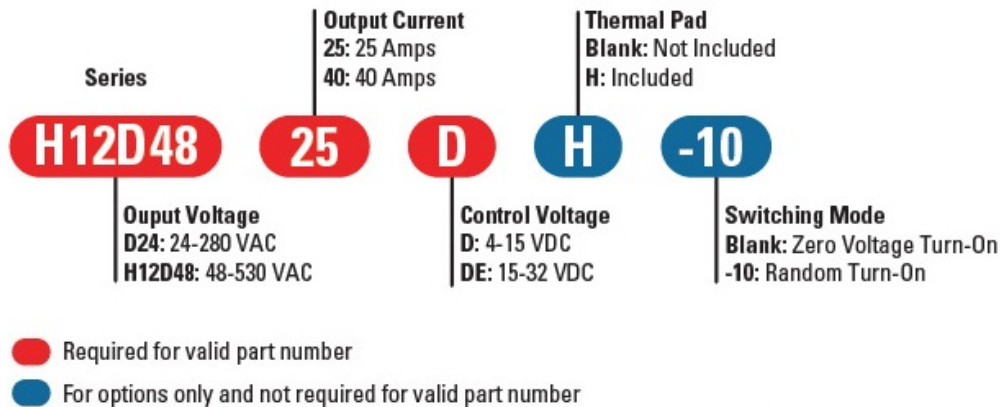 Output Current
25: 25 Amps
40: 40 Amps
Thermal Pad
Blank: Not Included
H: Included
Series
H12D48
25
D
H
-10
Ouput Voltage
D24: 24-280 VAC
H12D48: 48-530 VAC
Control Voltage
D: 4-15 VDC
DE: 15-32 VDC
Switching Mode
Blank: Zero Voltage Turn-On
-10: Random Turn-On
Required for valid part number
For options only and not required for valid part number